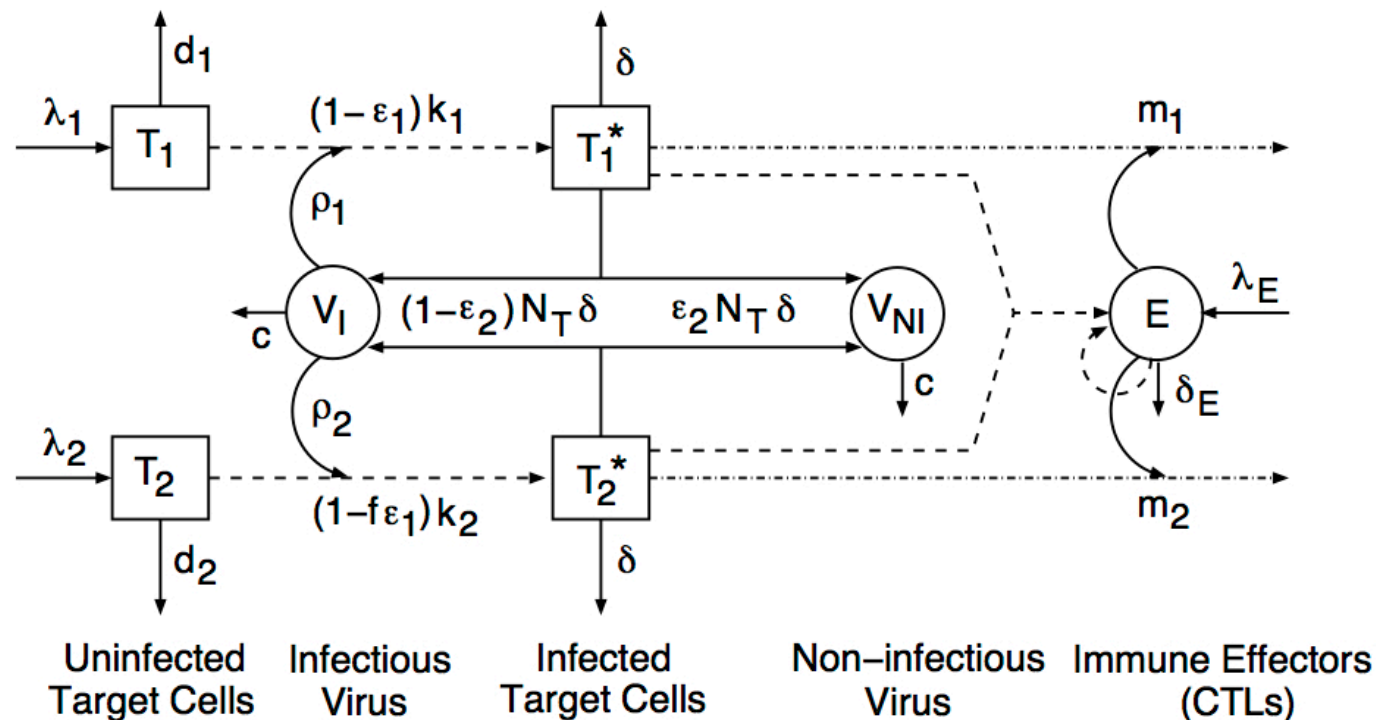 d1
δ
λ1
T1
(1-ε1)k1
T1*
m1
ρ1
VI
c
(1-ε2)NTδ
ε2NTδ
VNI
c
E
λE
δE
ρ2
λ2
T2
(1-fε1)k2
T2*
m2
d2
δ
Uninfected
Target Cells
Infectious
Virus
Infected
Target Cells
Non-infectious
Virus
Immune Effectors
(CTLs)